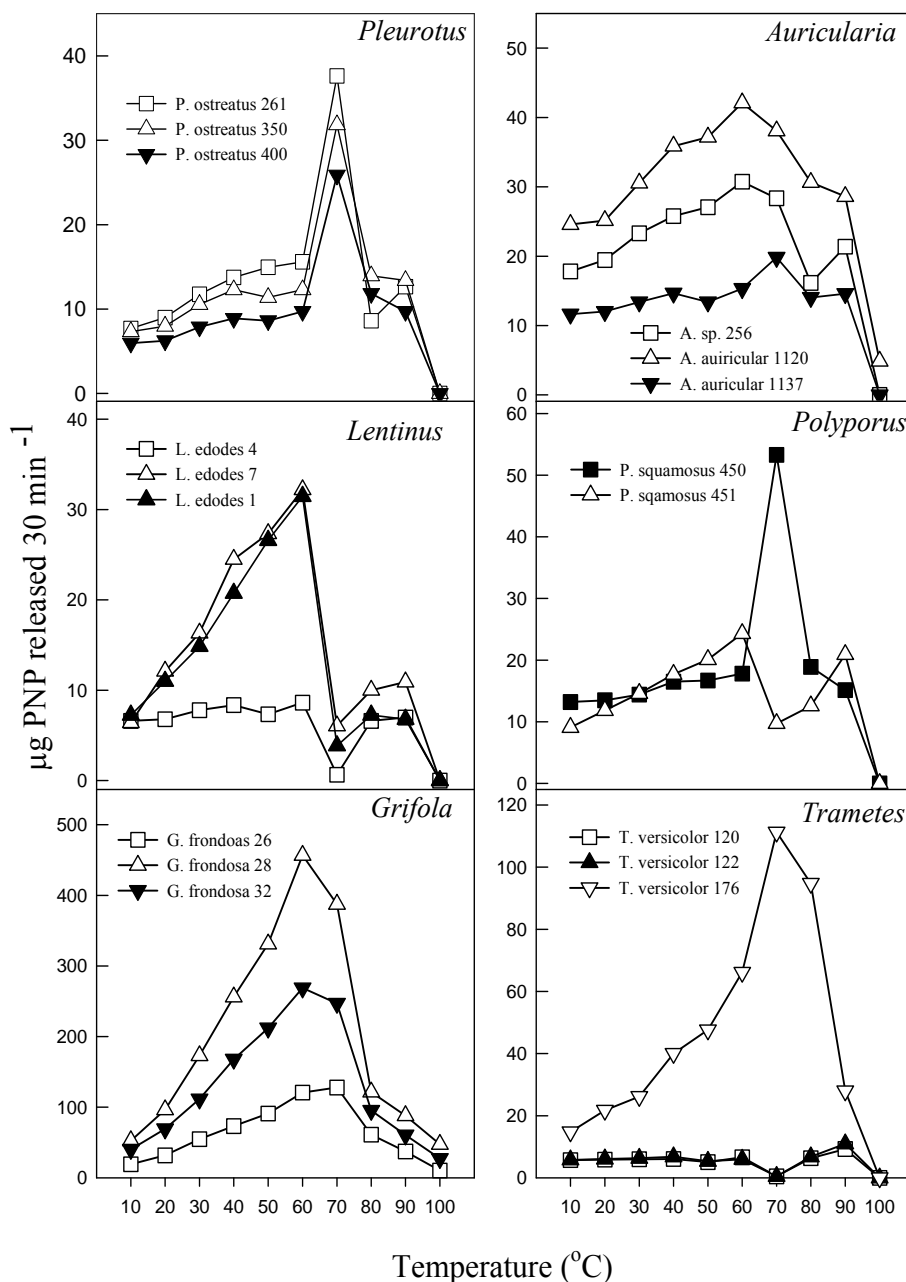 µg PNP released 30 min -1
Pleurotus
40
30
20
10
0
P. ostreatus 261
P. ostreatus 350
P. ostreatus 400
Auricularia
50
40
30
20
10
0
A. sp. 256
A. auiricular 1120
A. auricular 1137
Lentinus
40
30
20
10
0
L. edodes 4
L. edodes 7
L. edodes 1
Polyporus
60
50
40
30
20
10
0
P. squamosus 450
P. sqamosus 451
Grifola
500
400
300
200
100
0
G. frondoas 26
G. frondosa 28
G. frondosa 32
10 20 30 40 50 60 70 80 90 100
Trametes
120
100
80
60
40
20
0
T. versicolor 120
T. versicolor 122
T. versicolor 176
10 20 30 40 50 60 70 80 90 100
Temperature (oC)